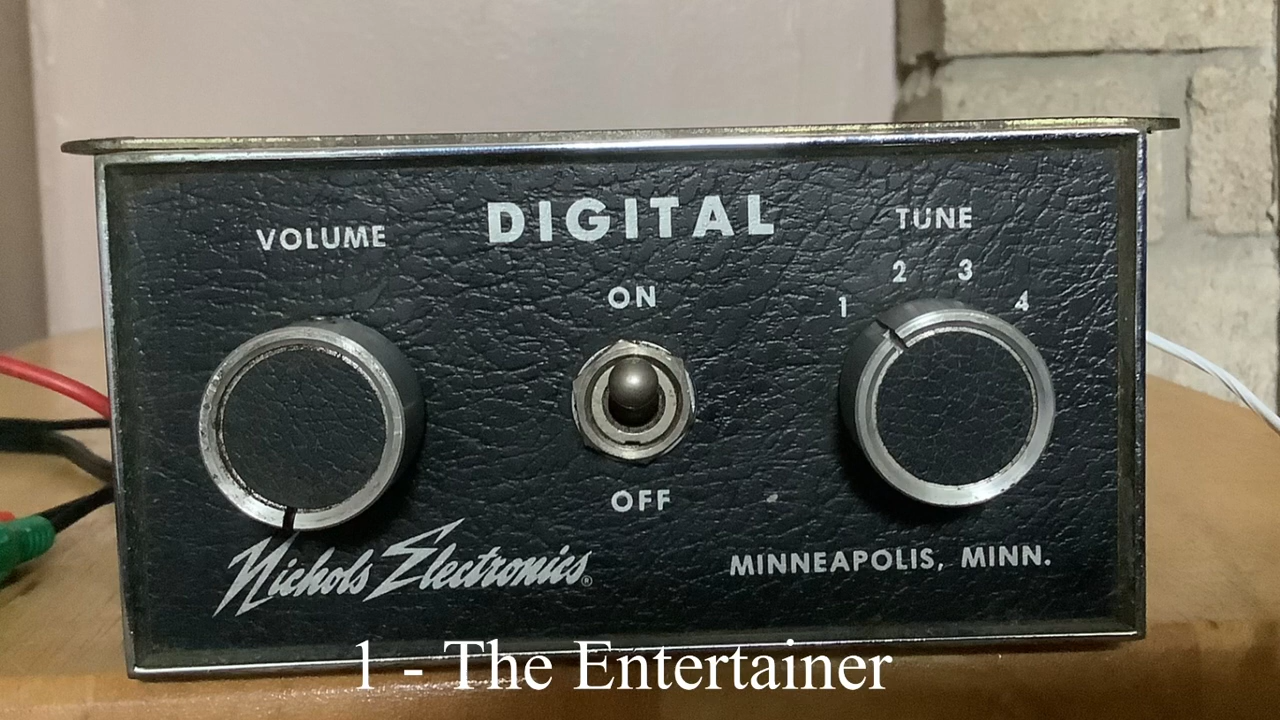 DIGITAL
VOLUME
TUNE
2 3
1 4
ON
OFF
Nichols Electronics®
MINNEAPOLIS, MINN.
1 - The Entertainer